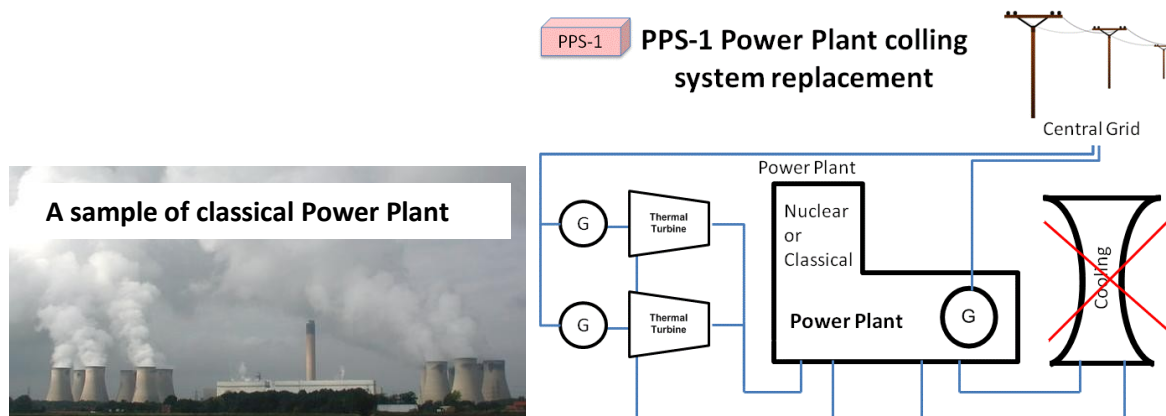 A sample of classical Power Plant
PPS-1
PPS-1 Power Plant colling
system replacement
Central Grid
Power Plant
G
Thermal
Turbine
Nuclear
or
Classical
G
Thermal
Turbine
Power Plant
G
Cooling